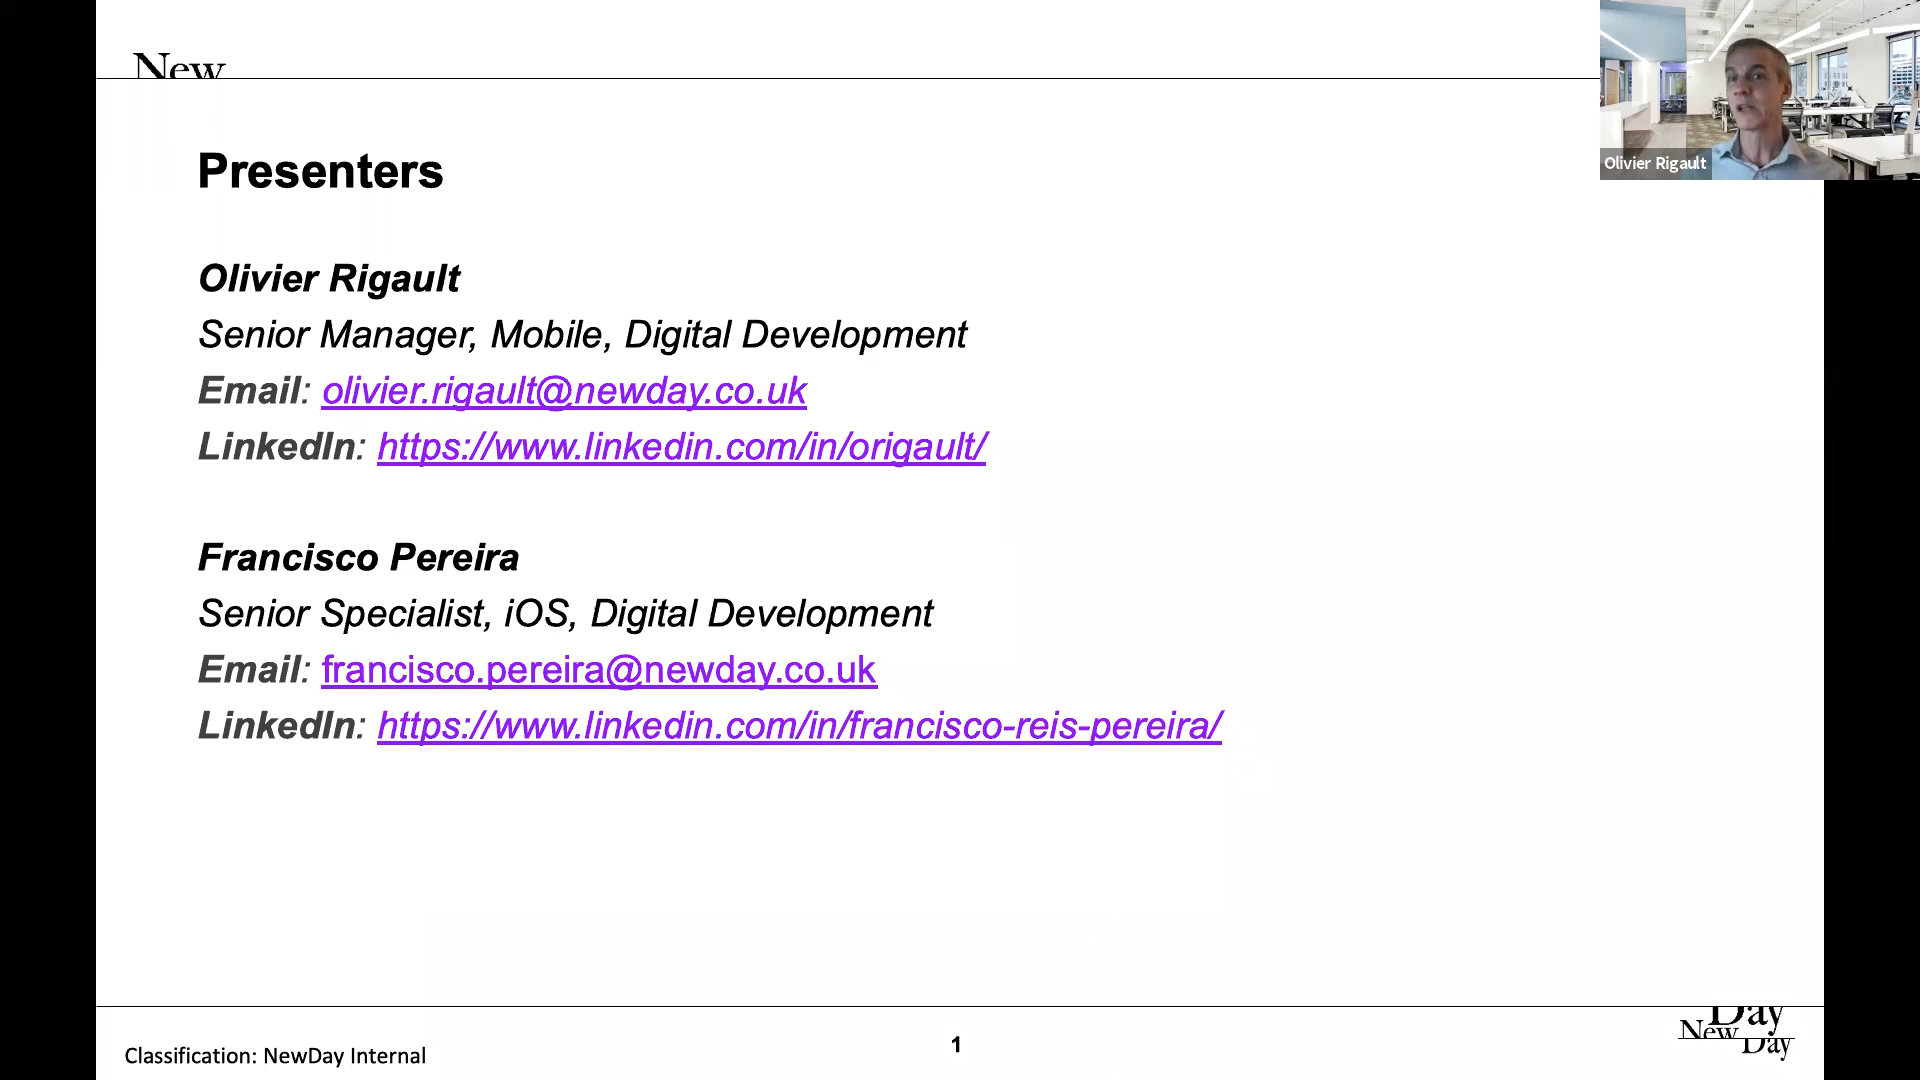 New
Olivier Rigault
Presenters
Olivier Rigault
Senior Manager, Mobile, Digital Development
Email: olivier.rigault@newday.co.uk
LinkedIn: https://www.linkedin.com/in/origault/
Francisco Pereira
Senior Specialist, iOS, Digital Development
Email: francisco.pereira@newday.co.uk
LinkedIn: https://www.linkedin.com/in/francisco-reis-pereira/
Day
New
Day
1
Classification: NewDay Internal